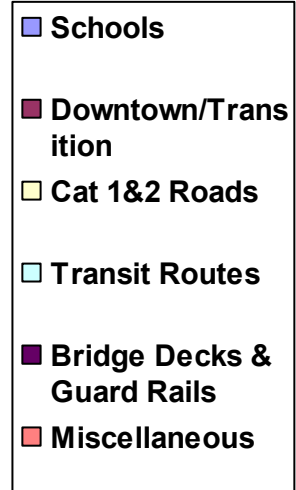 Schools
Downtown/Trans
ition
Cat 1&2 Roads
Transit Routes
Bridge Decks &
Guard Rails
Miscellaneous